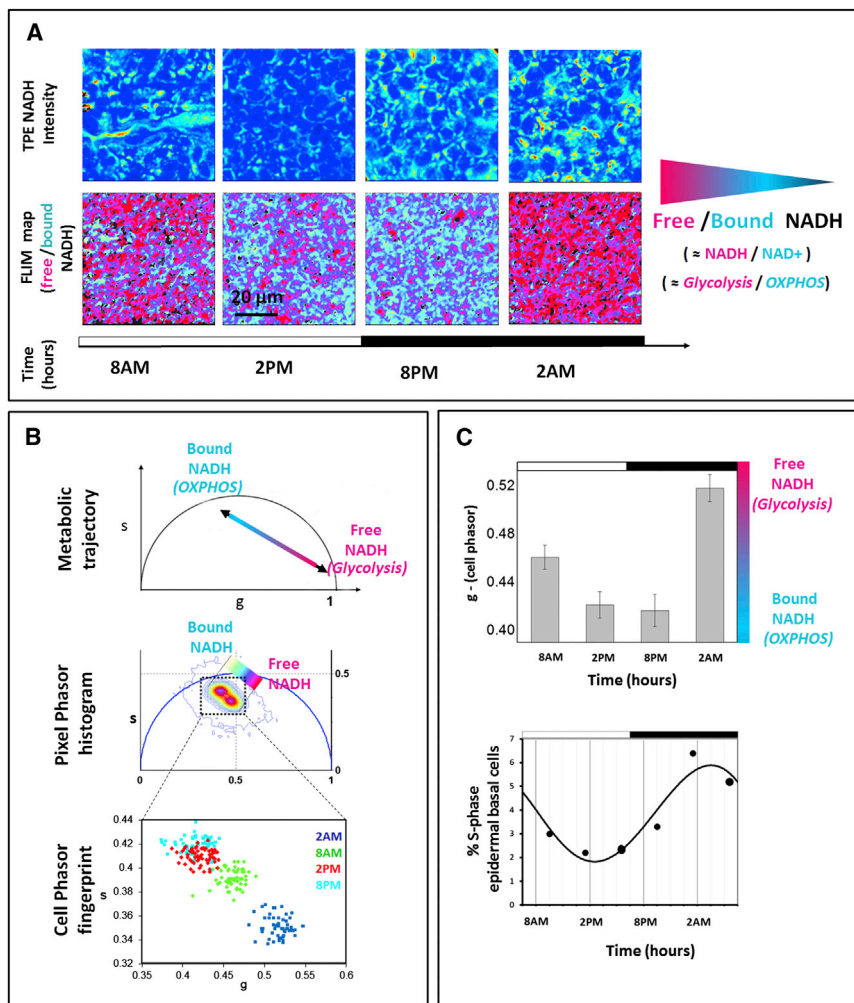 A
TPE NADH
Intensity
FLIM map
(free/bound
NADH)
20 µm
Free /Bound NADH
( ≈ NADH / NAD+ )
( ≈ Glycolysis / OXPHOS)
Time
(hours)
8AM 2PM 8PM 2AM
B
Metabolic
trajectory
Bound
NADH
(OXPHOS)
Free
NADH
(Glycolysis)
s
g 1
Pixel Phasor
histogram
Bound
NADH
Free
NADH
0.5
s
0
0 0.5 1
Cell Phasor
fingerprint
0.44
0.42
0.4
s
0.38
0.36
0.34
0.32
2AM
8AM
2PM
8PM
0.35 0.4 0.45 0.5 0.55 0.6
g
C
g - (cell phasor)
0.52
0.48
0.44
0.40
8AM 2PM 8PM 2AM
Time (hours)
Free
NADH
(Glycolysis)
Bound
NADH
(OXPHOS)
% S-phase
epidermal basal cells
7
6
5
4
3
2
1
0
8AM 2PM 8PM 2AM
Time (hours)